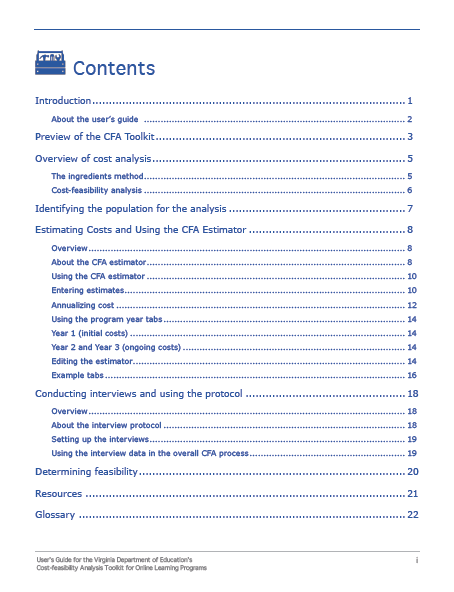 Contents
Introduction 1
About the user's guide 2
Preview of the CFA Toolkit 3
Overview of cost analysis 5
The ingredients method 5
Cost-feasibility analysis 6
Identifying the population for the analysis 7
Estimating Costs and Using the CFA Estimator 8
Overview 8
About the CFA estimator 8
Using the CFA estimator 10
Entering estimates 10
Annualizing cost 12
Using the program year tabs 14
Year 1 (initial costs) 14
Year 2 and Year 3 (ongoing costs) 14
Editing the estimator 14
Example tabs 16
Conducting interviews and using the protocol 18
Overview 18
About the interview protocol 18
Setting up the interviews 19
Using the interview data in the overall CFA process 19
Determining feasibility 20
Resources 21
Glossary 22
User's Guide for the Virginia Department of Education's i
Cost-feasibility Analysis Toolkit for Online Learning Programs